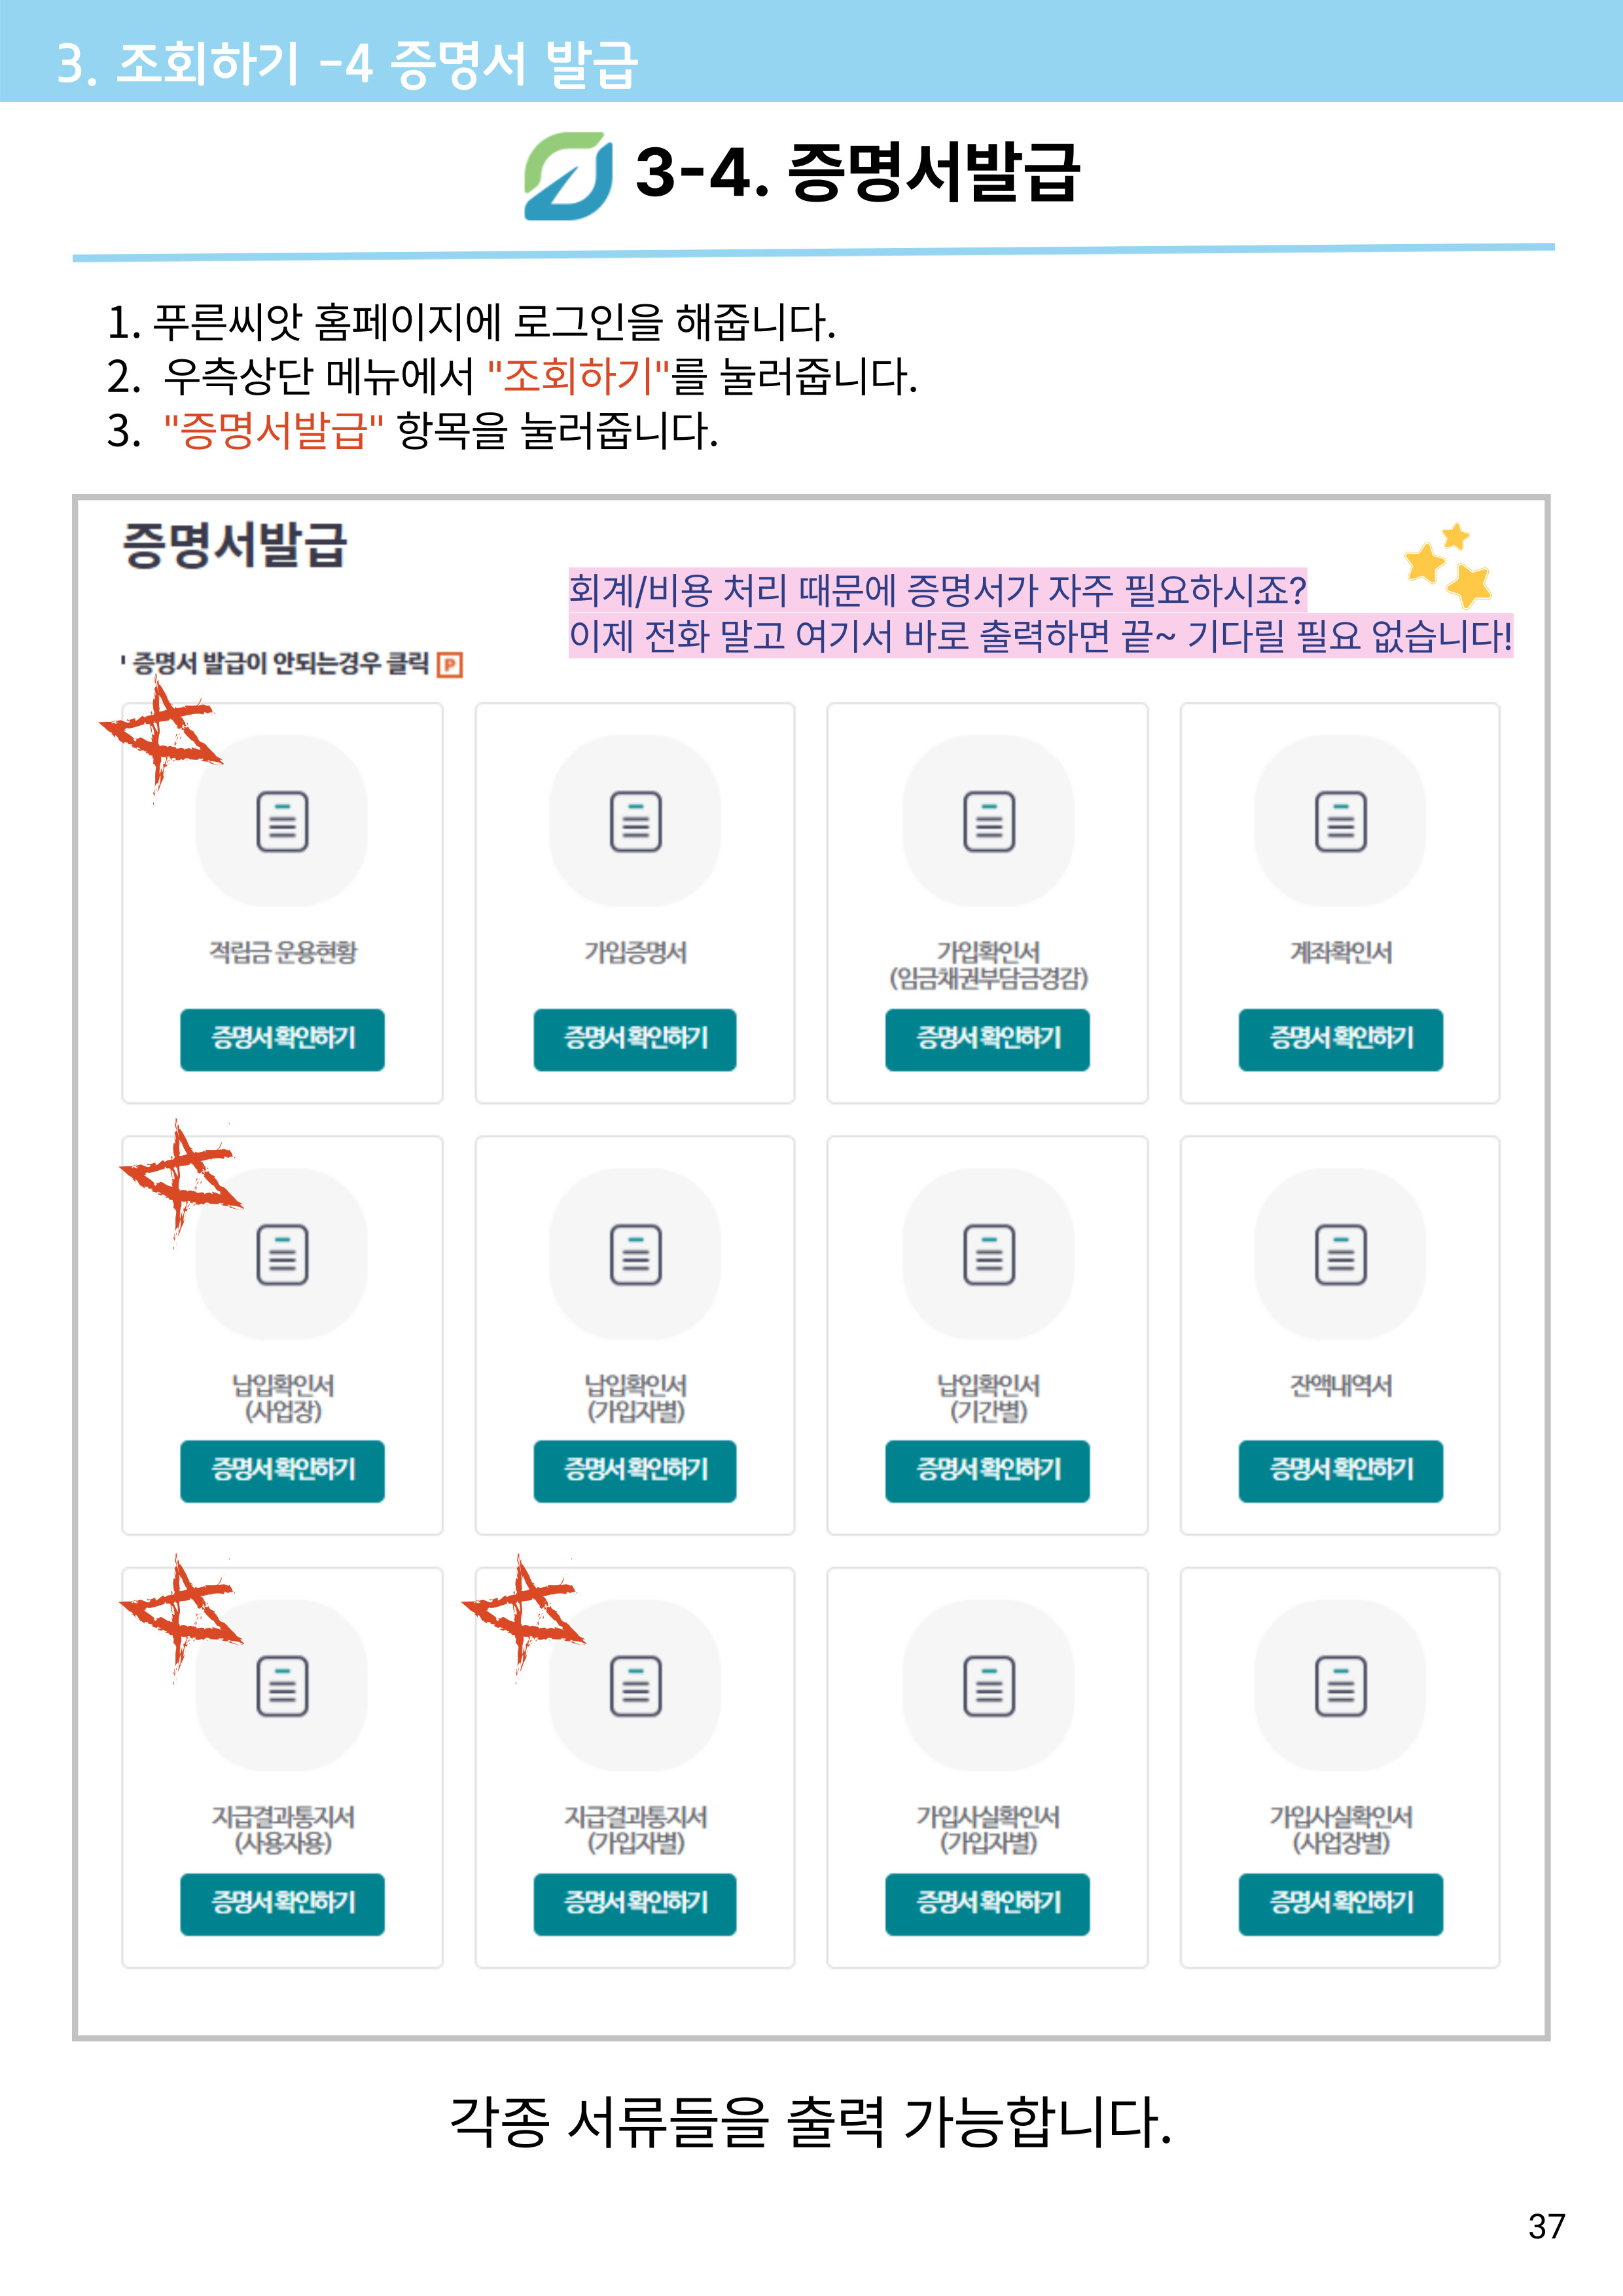 3. 조회하기 -4 증명서 발급
3-4. 증명서발급
1. 푸른씨앗 홈페이지에 로그인을 해줍니다.
2. 우측상단 메뉴에서 "조회하기"를 눌러줍니다.
3. "증명서발급" 항목을 눌러줍니다.
증명서발급
회계/비용 처리 때문에 증명서가 자주 필요하시죠?
이제 전화 말고 여기서 바로 출력하면 끝~ 기다릴 필요 없습니다!
' 증명서 발급이 안되는경우 클릭 P
적립금 운용현황
증명서 확인하기
가입증명서
증명서 확인하기
가입확인서
(임금채권부담금경감)
증명서 확인하기
계좌확인서
증명서 확인하기
납입확인서
(사업장)
증명서 확인하기
납입확인서
(가입자별)
증명서 확인하기
납입확인서
(기간별)
증명서 확인하기
잔액내역서
증명서 확인하기
지급결과통지서
(사용자용)
증명서 확인하기
지급결과통지서
(가입자별)
증명서 확인하기
가입사실확인서
(가입자별)
증명서 확인하기
가입사실확인서
(사업장별)
증명서 확인하기
각종 서류들을 출력 가능합니다.
37